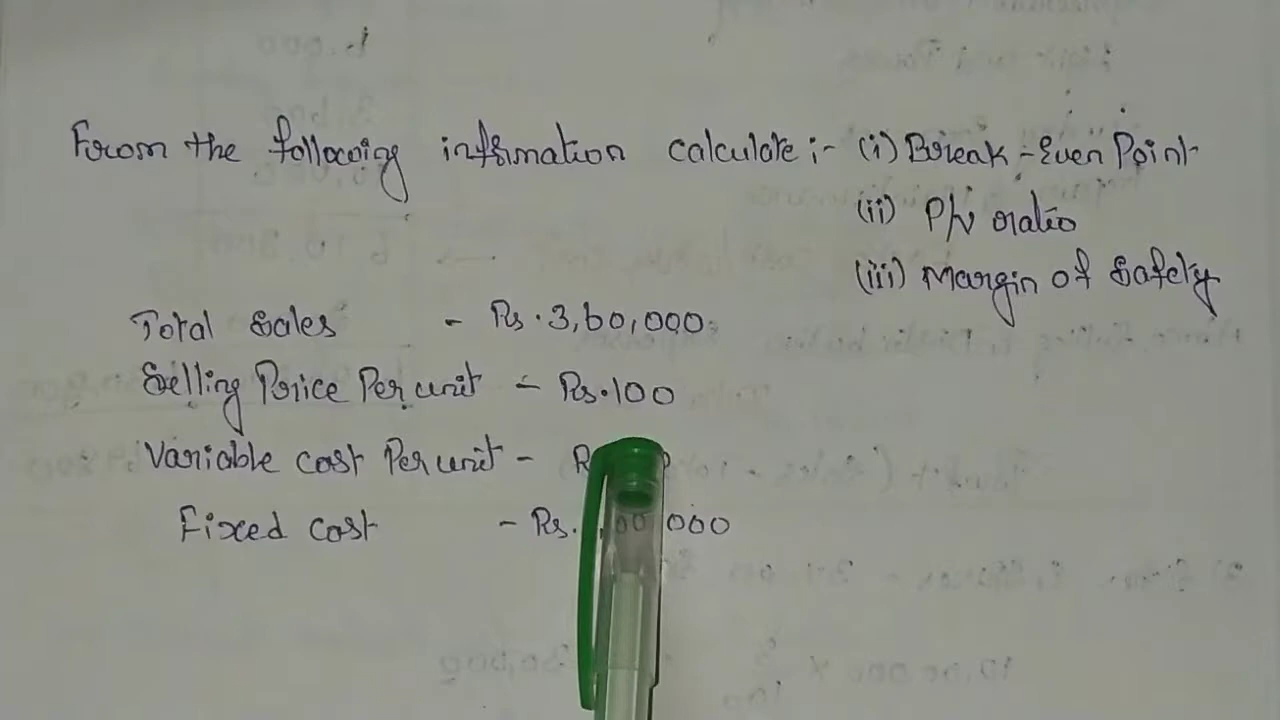 From the following information calculate:- (i) Break-Even Point
(ii) P/v ratio
(iii) Margin of Safety
Total Sales - Rs. 3,60,000
Selling Price Per unit - Rs.100
Variable cost Per unit -
Fixed cost - Rs.